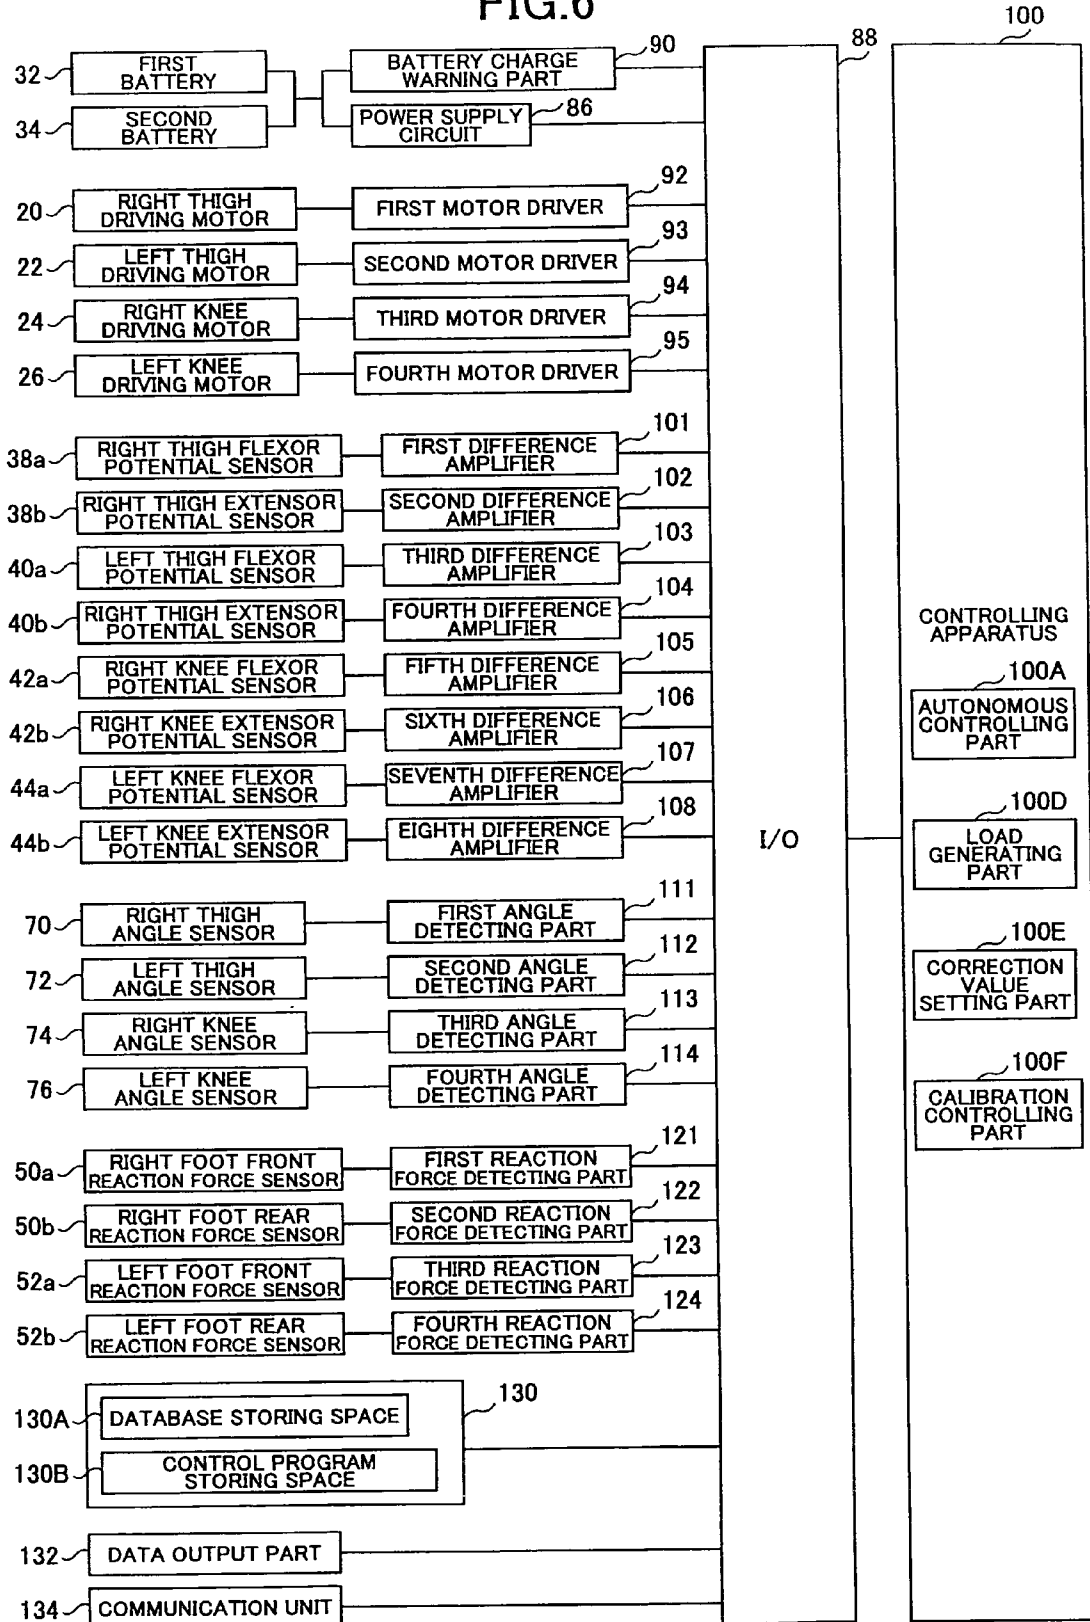 FIG.6
100
32
FIRST
BATTERY
BATTERY CHARGE
WARNING PART
90
88
34
SECOND
BATTERY
POWER SUPPLY
CIRCUIT
86
20
RIGHT THIGH
DRIVING MOTOR
FIRST MOTOR DRIVER
92
22
LEFT THIGH
DRIVING MOTOR
SECOND MOTOR DRIVER
93
24
RIGHT KNEE
DRIVING MOTOR
THIRD MOTOR DRIVER
94
26
LEFT KNEE
DRIVING MOTOR
FOURTH MOTOR DRIVER
95
38a
RIGHT THIGH FLEXOR
POTENTIAL SENSOR
FIRST DIFFERENCE
AMPLIFIER
101
38b
RIGHT THIGH EXTENSOR
POTENTIAL SENSOR
SECOND DIFFERENCE
AMPLIFIER
102
40a
LEFT THIGH FLEXOR
POTENTIAL SENSOR
THIRD DIFFERENCE
AMPLIFIER
103
40b
RIGHT THIGH EXTENSOR
POTENTIAL SENSOR
FOURTH DIFFERENCE
AMPLIFIER
104
42a
RIGHT KNEE FLEXOR
POTENTIAL SENSOR
FIFTH DIFFERENCE
AMPLIFIER
105
42b
RIGHT KNEE EXTENSOR
POTENTIAL SENSOR
SIXTH DIFFERENCE
AMPLIFIER
106
44a
LEFT KNEE FLEXOR
POTENTIAL SENSOR
SEVENTH DIFFERENCE
AMPLIFIER
107
44b
LEFT KNEE EXTENSOR
POTENTIAL SENSOR
EIGHTH DIFFERENCE
AMPLIFIER
108
I/O
CONTROLLING
APPARATUS
100A
AUTONOMOUS
CONTROLLING
PART
100D
LOAD
GENERATING
PART
100E
CORRECTION
VALUE
SETTING PART
100F
CALIBRATION
CONTROLLING
PART
70
RIGHT THIGH
ANGLE SENSOR
FIRST ANGLE
DETECTING PART
111
72
LEFT THIGH
ANGLE SENSOR
SECOND ANGLE
DETECTING PART
112
74
RIGHT KNEE
ANGLE SENSOR
THIRD ANGLE
DETECTING PART
113
76
LEFT KNEE
ANGLE SENSOR
FOURTH ANGLE
DETECTING PART
114
50a
RIGHT FOOT FRONT
REACTION FORCE SENSOR
FIRST REACTION
FORCE DETECTING PART
121
50b
RIGHT FOOT REAR
REACTION FORCE SENSOR
SECOND REACTION
FORCE DETECTING PART
122
52a
LEFT FOOT FRONT
REACTION FORCE SENSOR
THIRD REACTION
FORCE DETECTING PART
123
52b
LEFT FOOT REAR
REACTION FORCE SENSOR
FOURTH REACTION
FORCE DETECTING PART
124
130
130A
DATABASE STORING SPACE
130B
CONTROL PROGRAM
STORING SPACE
132
DATA OUTPUT PART
134
COMMUNICATION UNIT